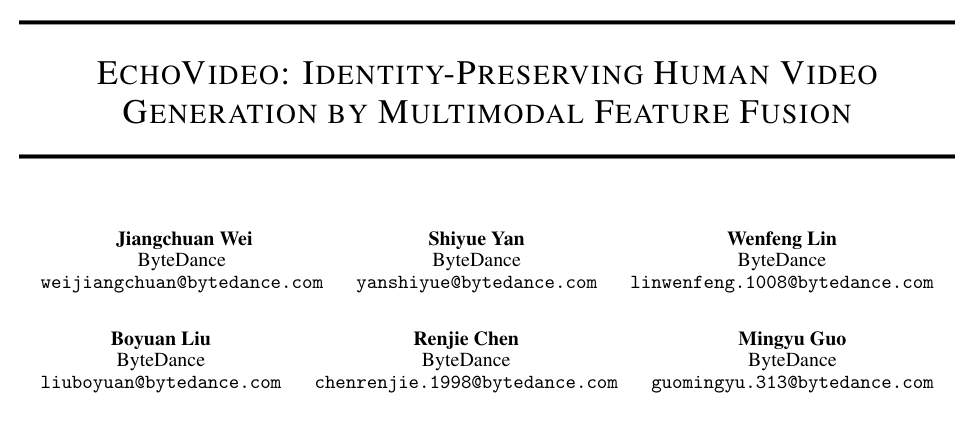 ECHOVIDEO: IDENTITY-PRESERVING HUMAN VIDEO
GENERATION BY MULTIMODAL FEATURE FUSION
Jiangchuan Wei Shiyue Yan Wenfeng Lin
ByteDance ByteDance ByteDance
weijiangchuan@bytedance.com yanshiyue@bytedance.com linwenfeng.1008@bytedance.com
Boyuan Liu Renjie Chen Mingyu Guo
ByteDance ByteDance ByteDance
liuboyuan@bytedance.com chenrenjie.1998@bytedance.com guomingyu.313@bytedance.com